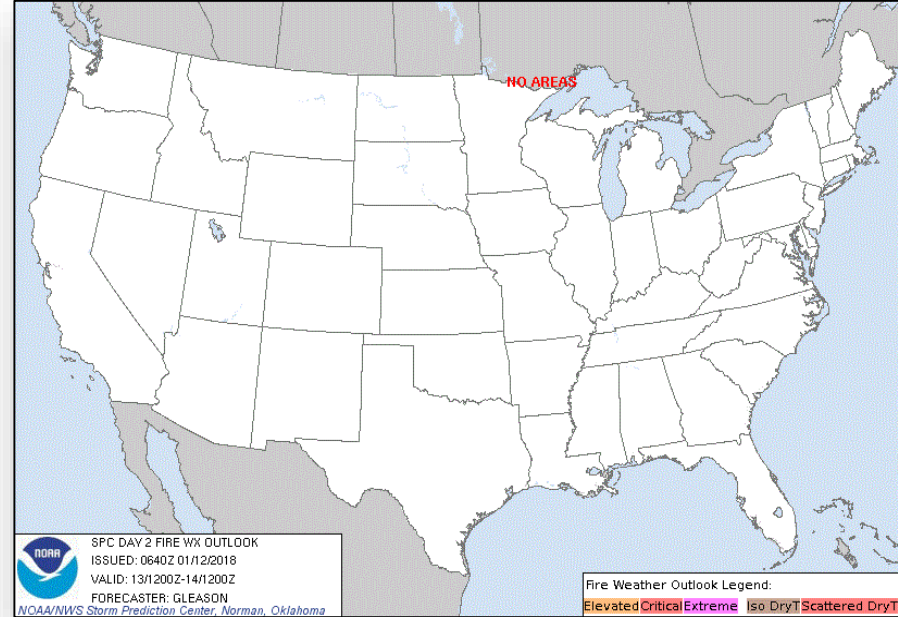 NO AREAS
NOAA
SPC DAY 2 FIRE WX OUTLOOK
ISSUED: 0640Z 01/12/2018
VALID: 13/1200Z-14/1200Z
FORECASTER: GLEASON
NOAA/NWS Storm Prediction Center, Norman, Oklahoma
Fire Weather Outlook Legend:
Elevated Critical Extreme Iso DryT Scattered DryT